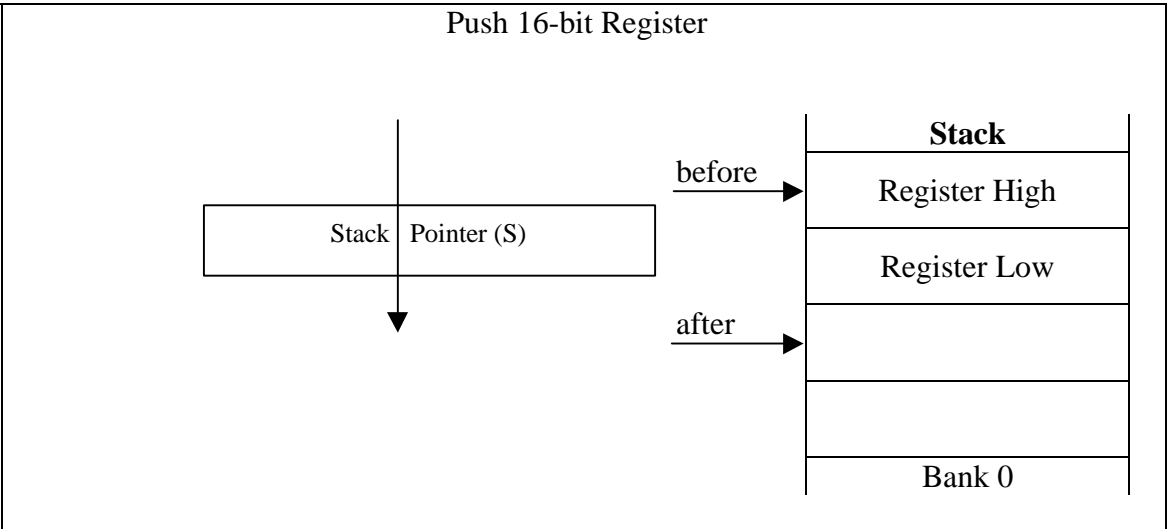 Push 16-bit Register
Stack
before
Register High
Stack Pointer (S)
Register Low
after
Bank 0